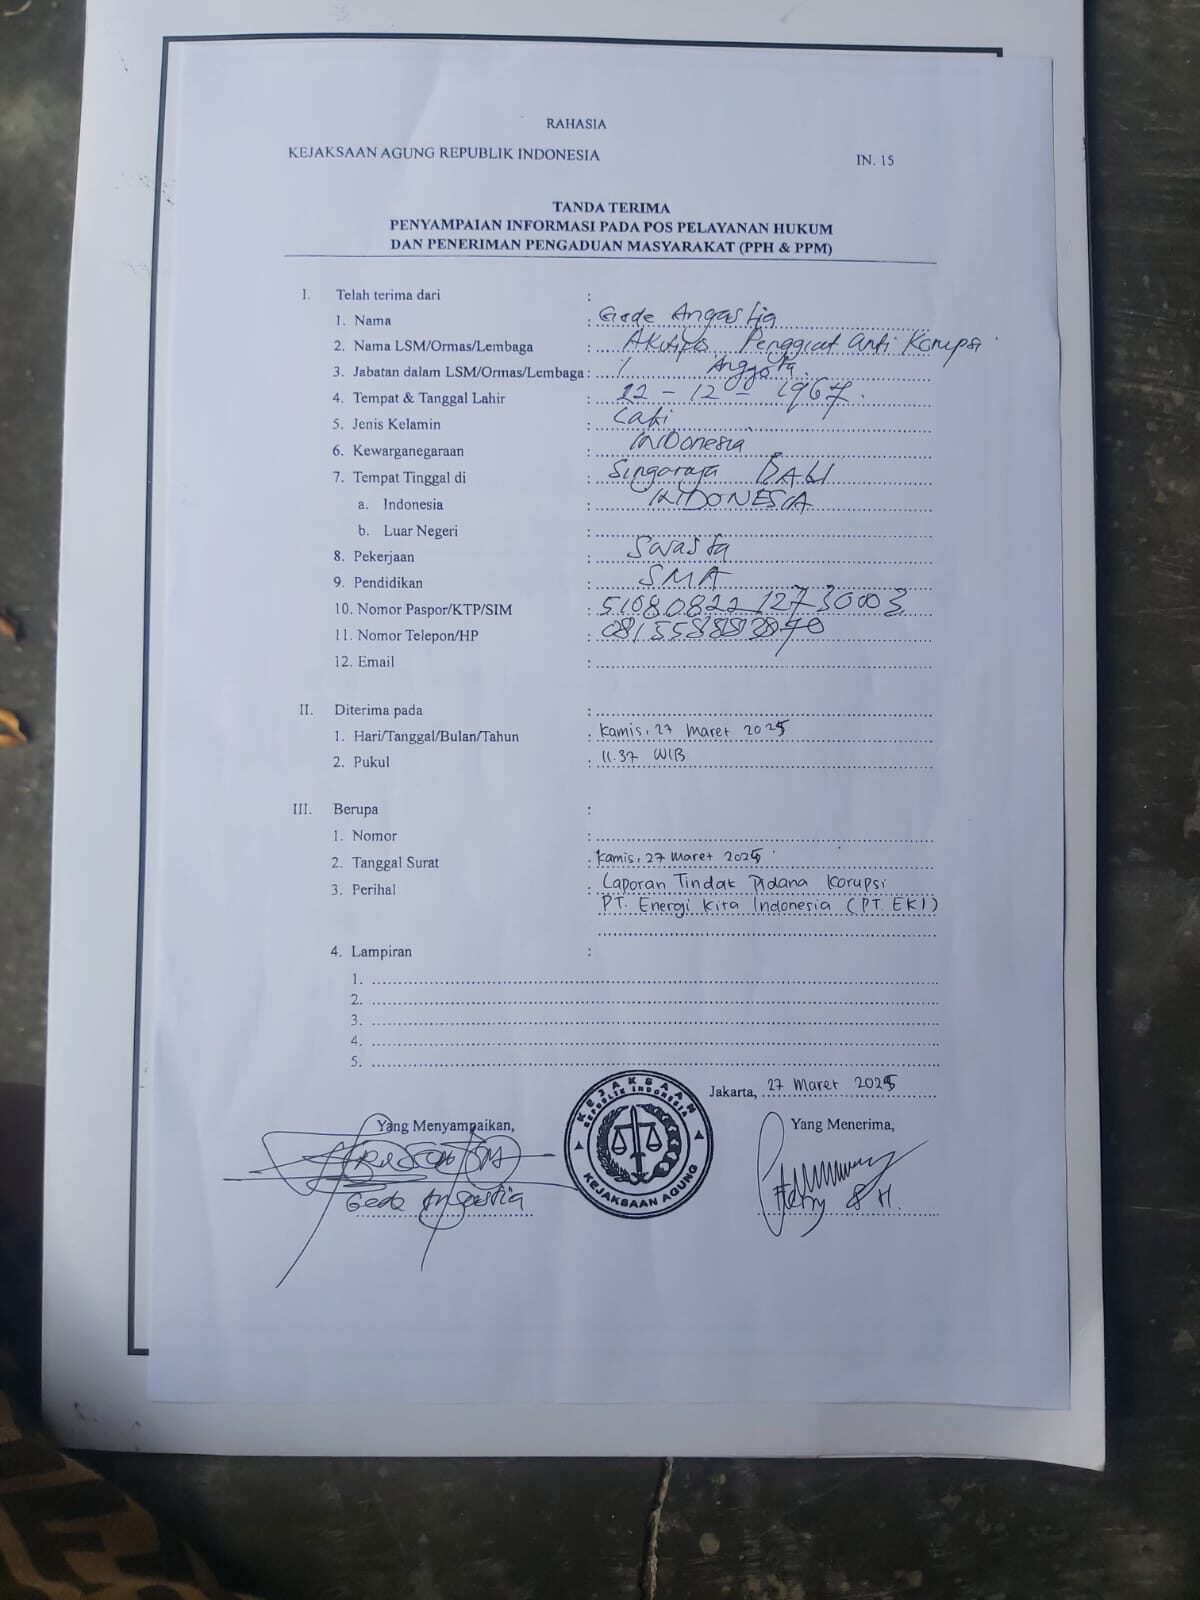 RAHASIA
KEJAKSAAN AGUNG REPUBLIK INDONESIA IN. 15
TANDA TERIMA
PENYAMPAIAN INFORMASI PADA POS PELAYANAN HUKUM
DAN PENERIMAN PENGADUAN MASYARAKAT (PPH & PPM)
I. Telah terima dari :
1. Nama : Gede Angastia
2. Nama LSM/Ormas/Lembaga : Penggiat Anti Korupsi
3. Jabatan dalam LSM/Ormas/Lembaga : Anggota
4. Tempat & Tanggal Lahir : 22 - 12 - 1967
5. Jenis Kelamin : Laki
6. Kewarganegaraan : INDonesia
7. Tempat Tinggal di : Singaraja BALI
a. Indonesia : INDONESIA
b. Luar Negeri :
8. Pekerjaan : Swasta
9. Pendidikan : SMA
10. Nomor Paspor/KTP/SIM :
11. Nomor Telepon/HP :
12. Email :
II. Diterima pada :
1. Hari/Tanggal/Bulan/Tahun : Kamis, 27 Maret 2025
2. Pukul : 11.37 WIB
III. Berupa :
1. Nomor :
2. Tanggal Surat : Kamis, 27 Maret 2025
3. Perihal : Laporan Tindak Pidana Korupsi
PT. Energi Kita Indonesia (PT. EKI)
4. Lampiran :
1.
2.
3.
4.
5.
Jakarta, 27 Maret 2025
Yang Menyampaikan, Yang Menerima,
KEJAKSAAN
REPUBLIK INDONESIA
KEJAKSAAN AGUNG
Gede Angastia